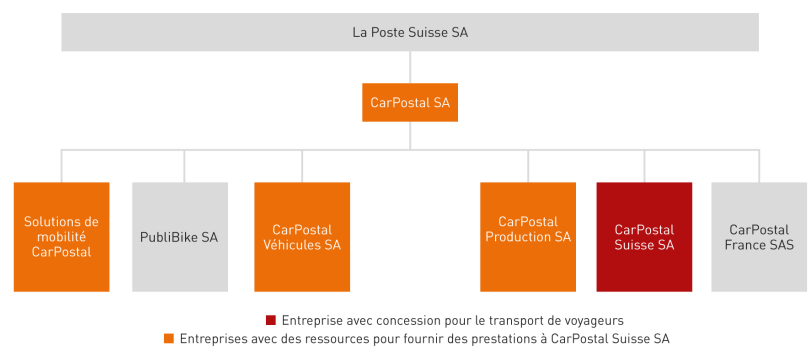 La Poste Suisse SA
CarPostal SA
Solutions de
mobilité
CarPostal
PubliBike SA
CarPostal
Véhicules SA
CarPostal
Production SA
CarPostal
Suisse SA
CarPostal
France SAS
Entreprise avec concession pour le transport de voyageurs
Entreprises avec des ressources pour fournir des prestations à CarPostal Suisse SA